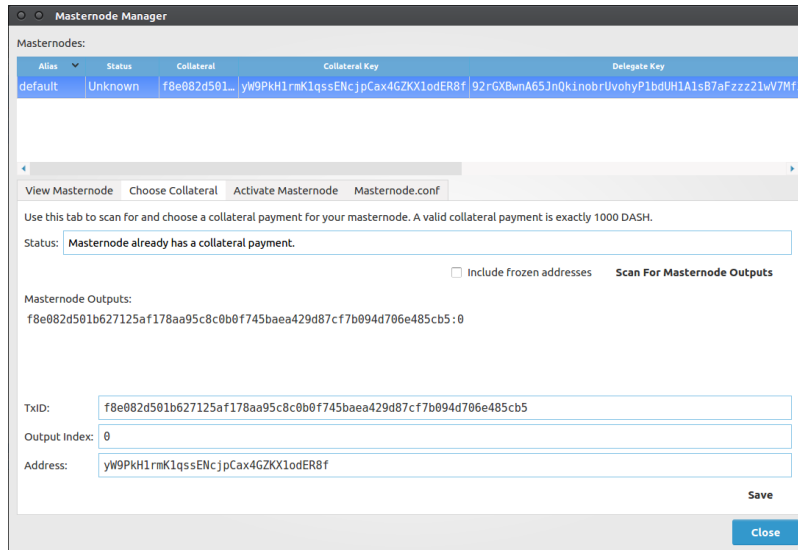 Masternode Manager
Masternodes:
Alias Status Collateral Collateral Key Delegate Key
default Unknown f8e082d501… yW9PkH1rmK1qssENcjpCax4GZKX1odER8f 92rGXBwnA65JnQkinobrUvohyP1bdUH1A1sB7aFzzz21wV7Mf
View Masternode Choose Collateral Activate Masternode Masternode.conf
Use this tab to scan for and choose a collateral payment for your masternode. A valid collateral payment is exactly 1000 DASH.
Status: Masternode already has a collateral payment.
Include frozen addresses Scan For Masternode Outputs
Masternode Outputs:
f8e082d501b627125af178aa95c8c0b0f745baea429d87cf7b094d706e485cb5:0
TxID: f8e082d501b627125af178aa95c8c0b0f745baea429d87cf7b094d706e485cb5
Output Index: 0
Address: yW9PkH1rmK1qssENcjpCax4GZKX1odER8f
Save
Close